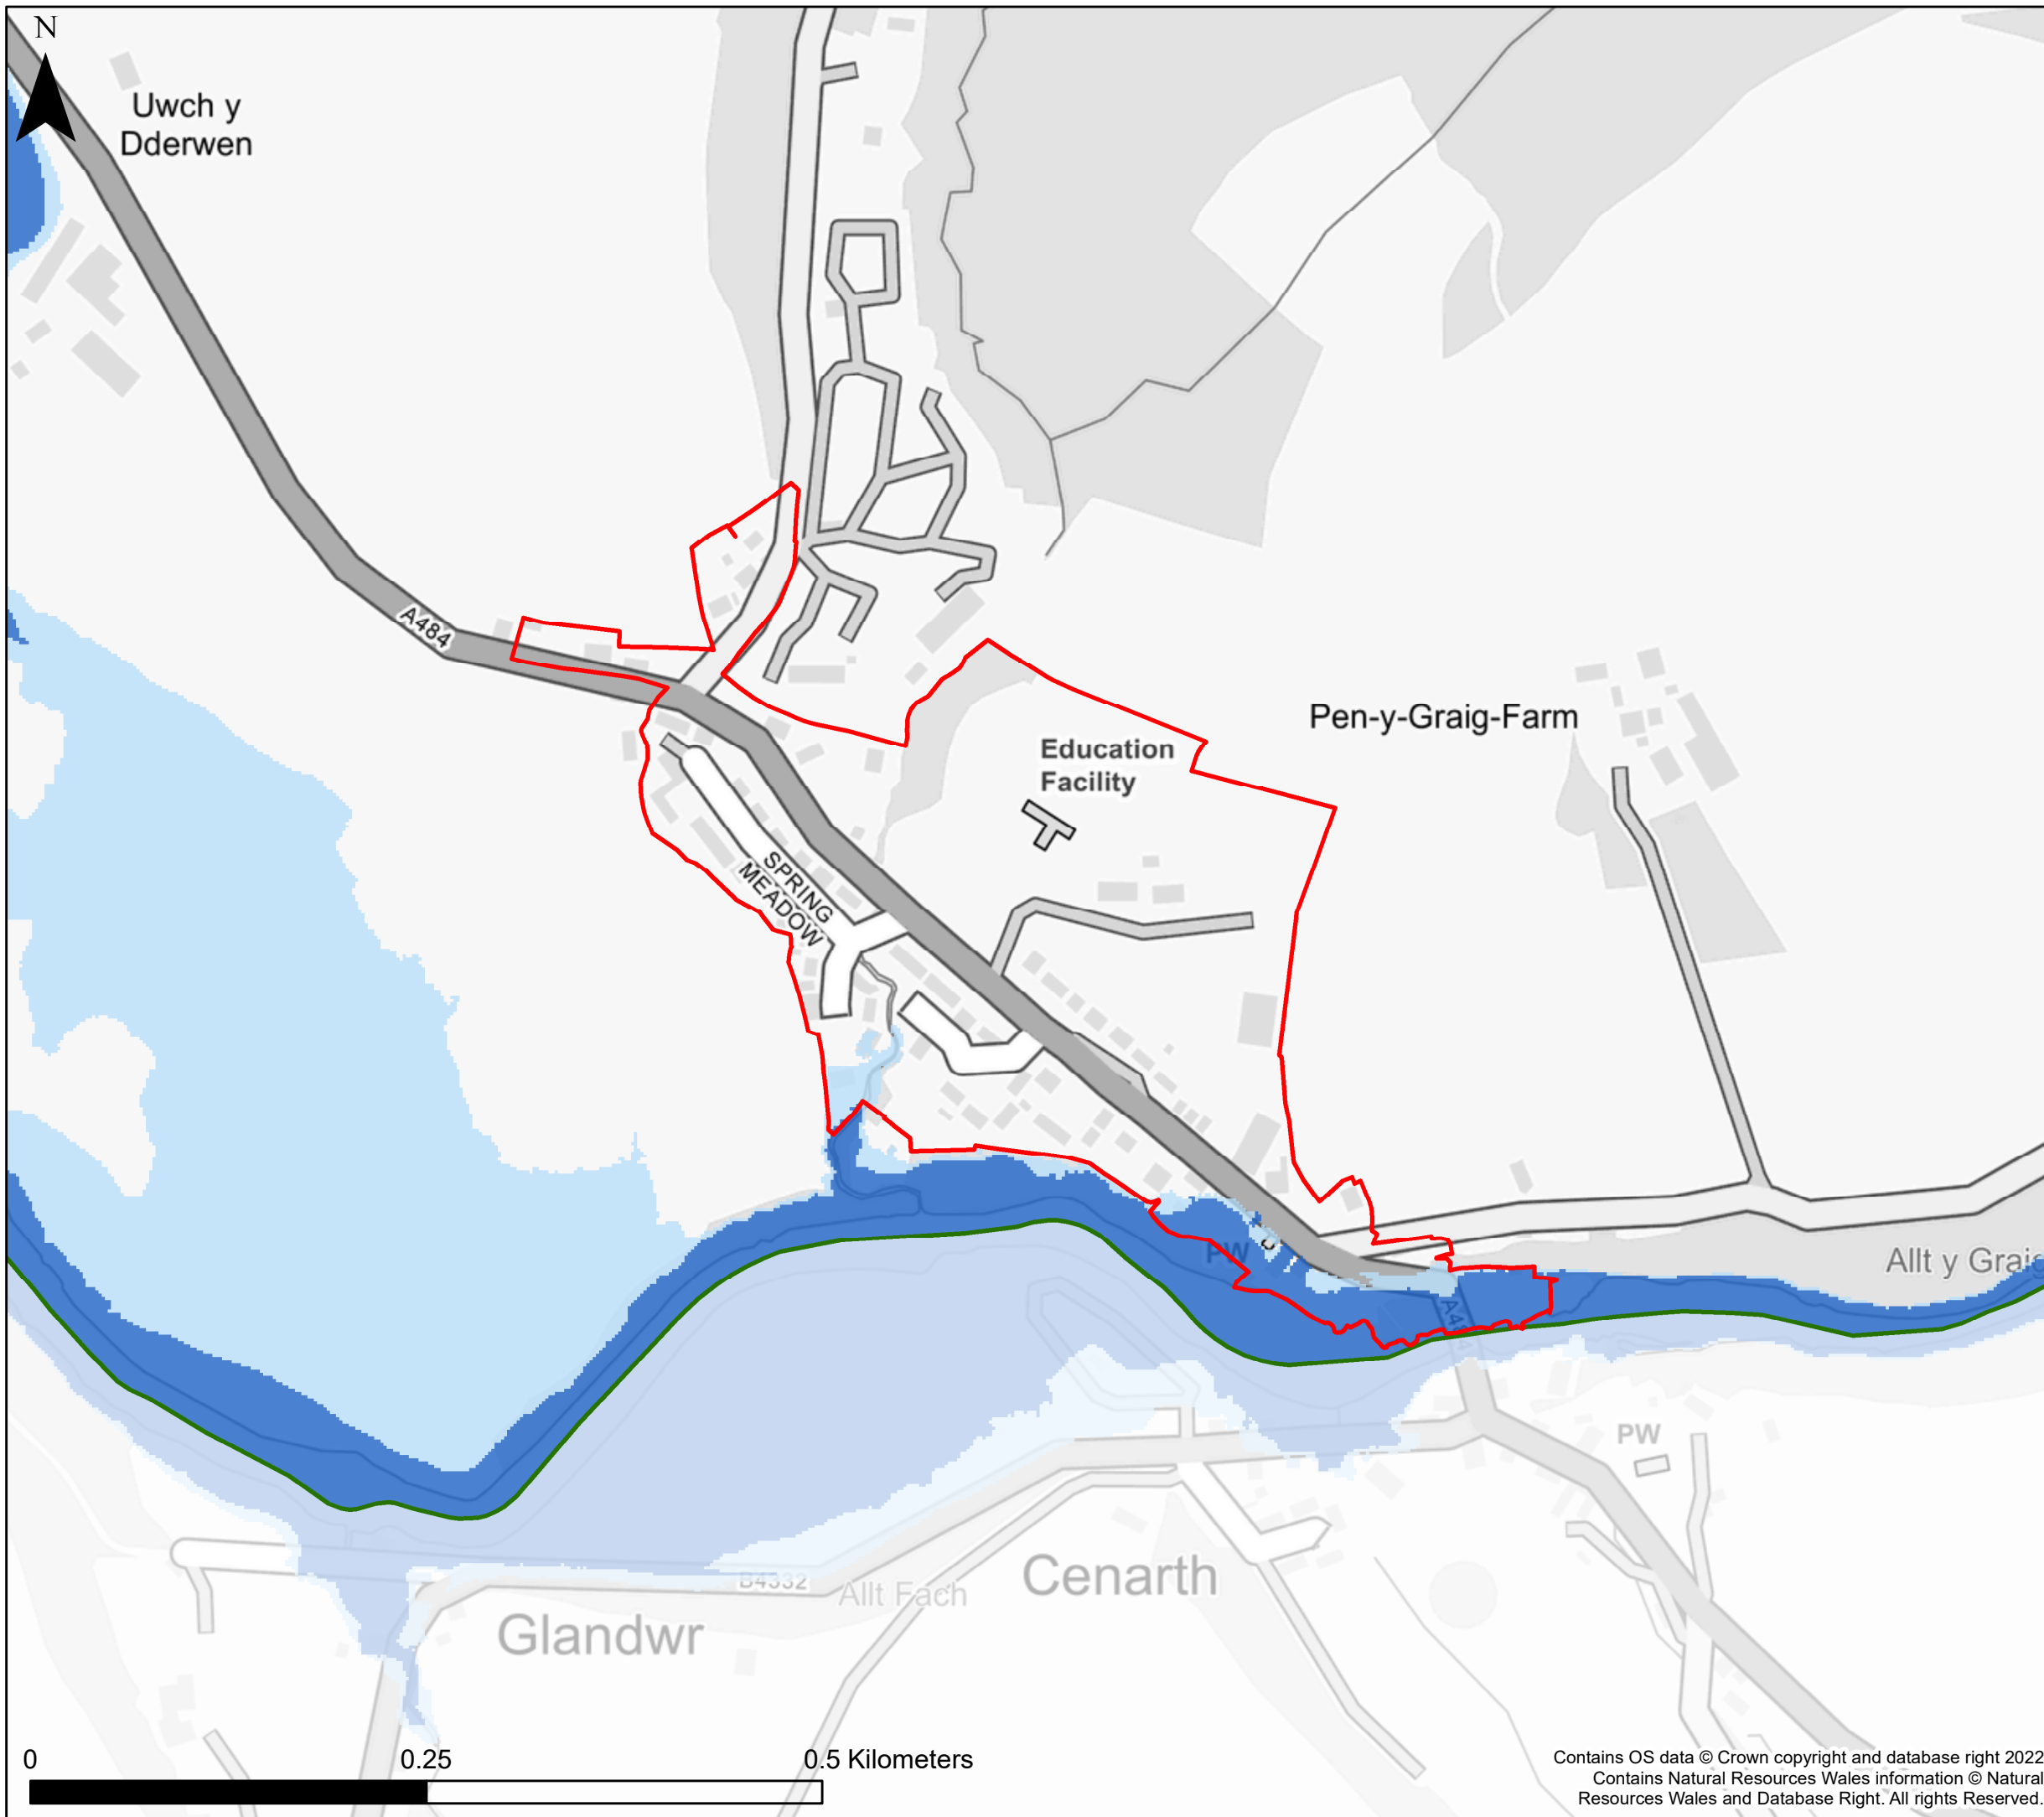 N
Uwch y
Dderwen
A484
Pen-y-Graig-Farm
Education
Facility
SPRING
MEADOW
PW
Allt y Graig
PW
B4332
Allt Fach
Cenarth
Glandwr
0
0.25
0.5 Kilometers
Contains OS data © Crown copyright and database right 2022
Contains Natural Resources Wales information © Natural
Resources Wales and Database Right. All rights Reserved.